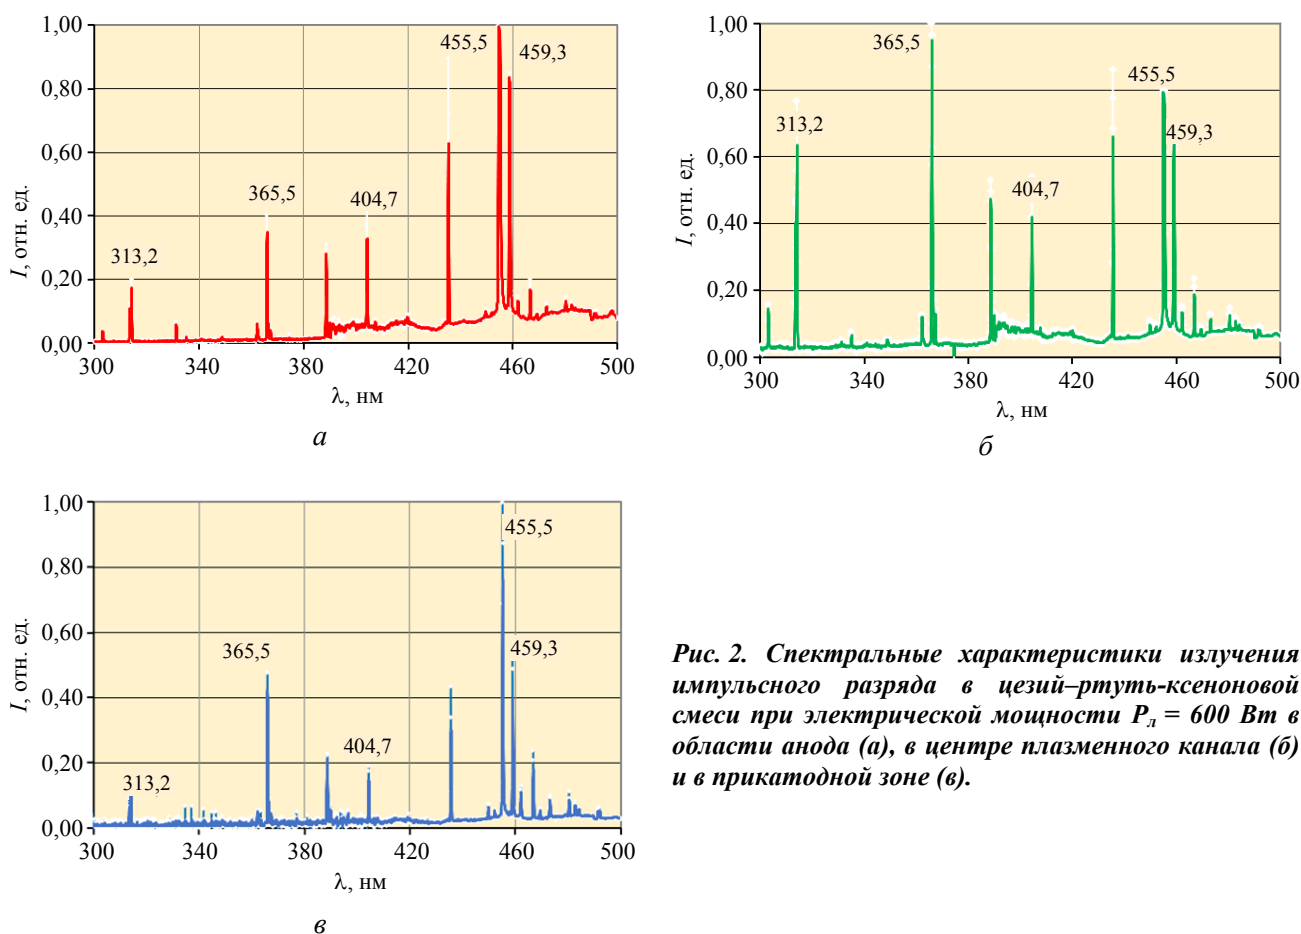 1,00
0,80
0,60
0,40
0,20
0,00
I, отн. ед.
313,2
365,5
404,7
455,5
459,3
300 340 380 420 460 500
λ, нм
а
1,00
0,80
0,60
0,40
0,20
0,00
I, отн. ед.
313,2
365,5
404,7
455,5
459,3
300 340 380 420 460 500
λ, нм
б
1,00
0,80
0,60
0,40
0,20
0,00
I, отн. ед.
313,2
365,5
404,7
455,5
459,3
300 340 380 420 460 500
λ, нм
в
Рис. 2. Спектральные характеристики излучения
импульсного разряда в цезий–ртуть-ксеноновой
смеси при электрической мощности Pл = 600 Вт в
области анода (а), в центре плазменного канала (б)
и в прикатодной зоне (в).